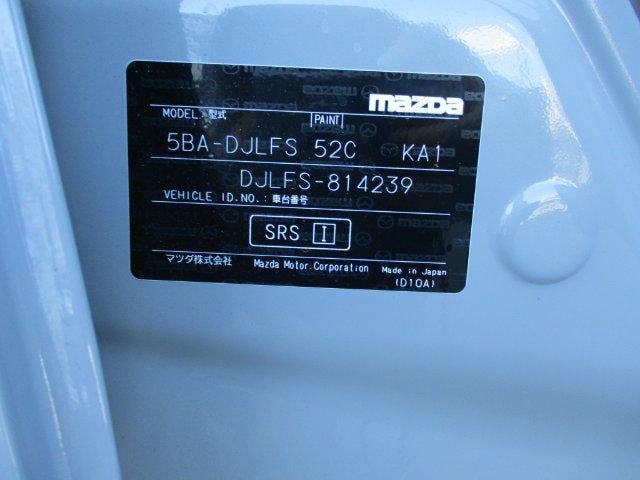 mazda
MODEL 型式 PAINT
5BA-DJLFS 52C KA1
DJLFS-814239
VEHICLE ID.NO.: 車台番号
SRS I
マツダ株式会社 Mazda Motor Corporation Made in Japan
(D10A)